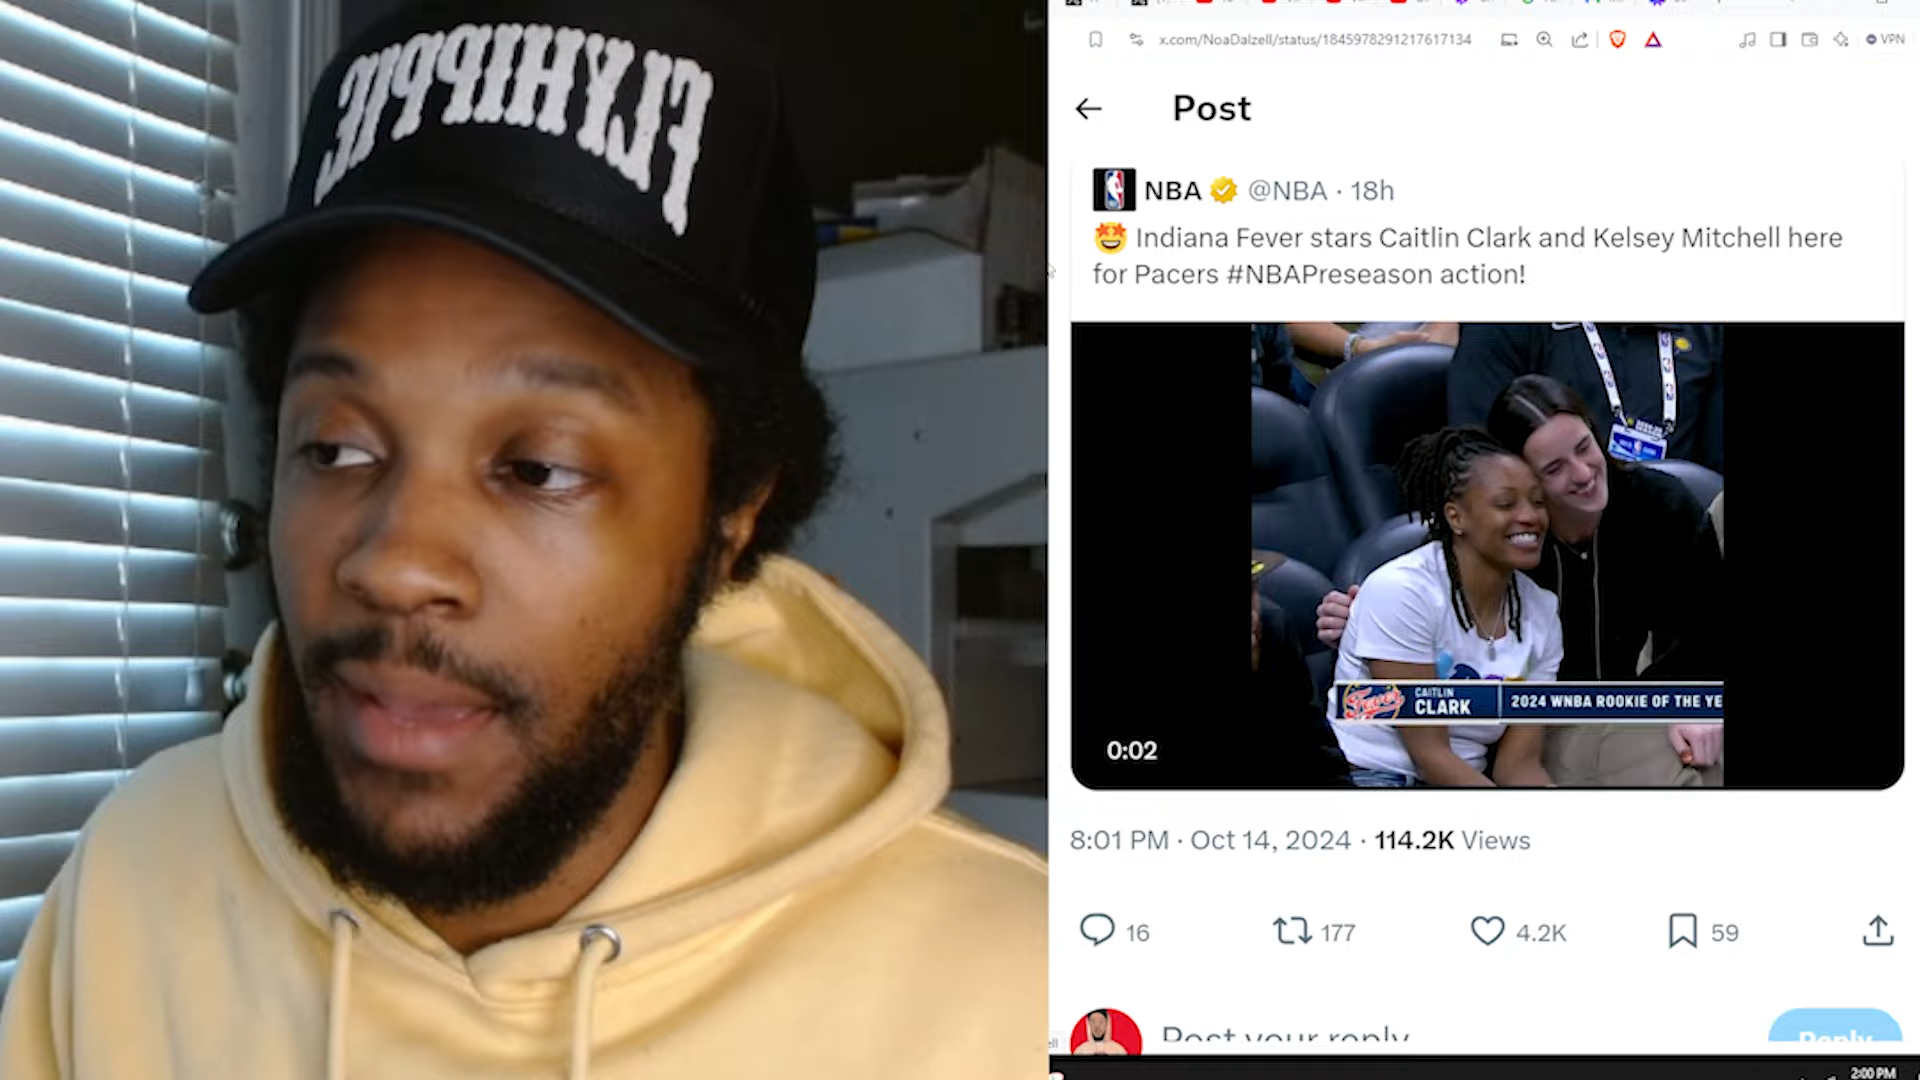 FLYHIPPIE
x.com/NoaDalzell/status/1845978291217617134
VPN
Post
NBA @NBA · 18h
Indiana Fever stars Caitlin Clark and Kelsey Mitchell here
for Pacers #NBAPreseason action!
Fever
CAITLIN
CLARK
2024 WNBA ROOKIE OF THE YE
0:02
8:01 PM · Oct 14, 2024 · 114.2K Views
16
177
4.2K
59
Post your reply
Reply
2:00 PM